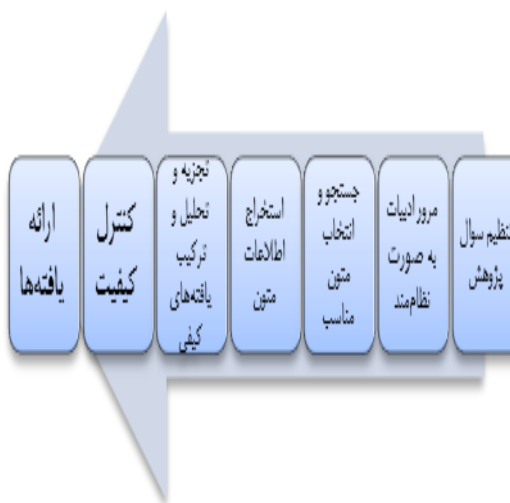 تنظیم سوال
پژوهش
مرور ادبیات
به صورت
نظام‌مند
جستجو و
انتخاب
متون
مناسب
استخراج
اطلاعات
متون
تجزیه و
تحلیل و
ترکیب
یافته‌های
کیفی
کنترل
کیفیت
ارائه
یافته‌ها